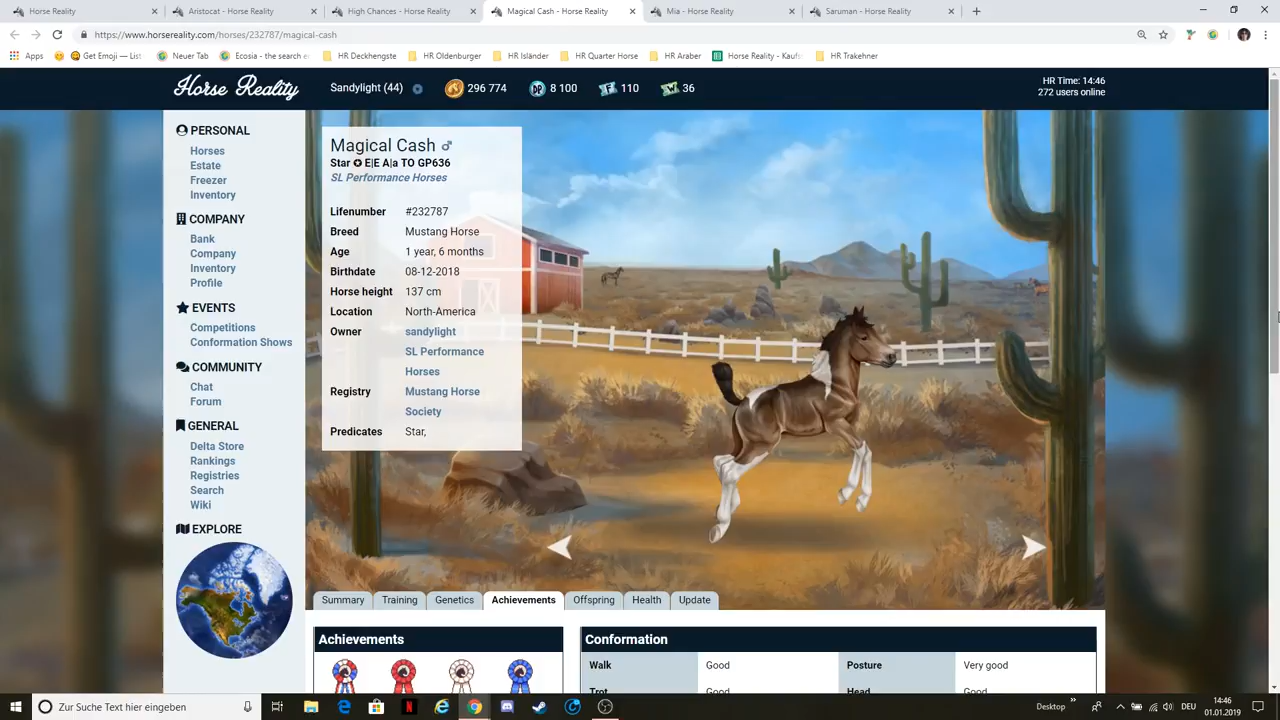 Horse Reality
Aristocat - Horse Reality
High Chances - Horse Reality
Magical Cash - Horse Reality
Mia - Horse Reality
Saruman - Horse Reality
https://www.horsereality.com/horses/232787/magical-cash
Apps
Get Emoji — List
Neuer Tab
Ecosia - the search e
HR Deckhengste
HR Oldenburger
HR Isländer
HR Quarter Horse
HR Araber
Horse Reality - Kauf
HR Trakehner
Horse Reality
Sandylight (44)
296 774
8 100
110
36
HR Time: 14:46
272 users online
PERSONAL
Horses
Estate
Freezer
Inventory
COMPANY
Bank
Company
Inventory
Profile
EVENTS
Competitions
Conformation Shows
COMMUNITY
Chat
Forum
GENERAL
Delta Store
Rankings
Registries
Search
Wiki
EXPLORE
Magical Cash ♂
Star ✪ E|E A|a TO GP636
SL Performance Horses
Lifenumber #232787
Breed Mustang Horse
Age 1 year, 6 months
Birthdate 08-12-2018
Horse height 137 cm
Location North-America
Owner sandylight
SL Performance
Horses
Registry Mustang Horse
Society
Predicates Star,
Summary
Training
Genetics
Achievements
Offspring
Health
Update
Achievements
Conformation
Walk Good Posture Very good
Trot Good Head Good
Zur Suche Text hier eingeben
Desktop
DEU
14:46
01.01.2019